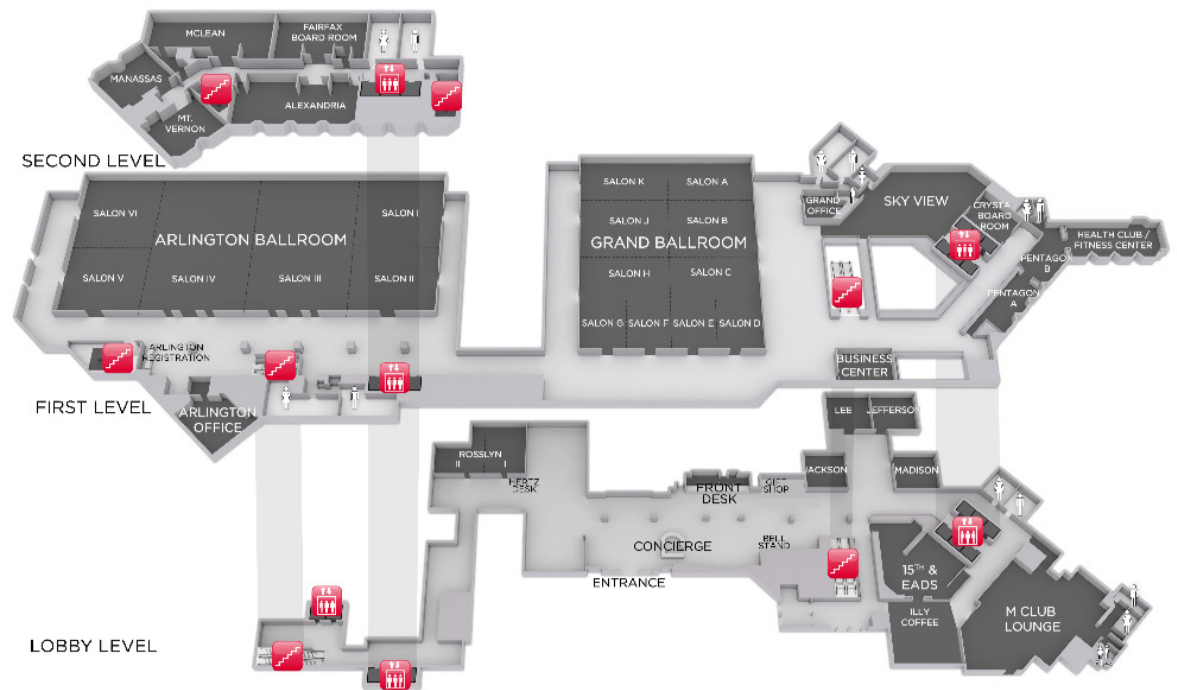 MCLEAN
FAIRFAX
BOARD ROOM
MANASSAS
ALEXANDRIA
MT.
VERNON
SECOND LEVEL
SALON VI
SALON I
ARLINGTON BALLROOM
SALON V
SALON IV
SALON III
SALON II
ARLINGTON
REGISTRATION
ARLINGTON
OFFICE
FIRST LEVEL
SALON K
SALON A
SALON J
SALON B
GRAND BALLROOM
SALON H
SALON C
SALON G
SALON F
SALON E
SALON D
GRAND
OFFICE
SKY VIEW
CRYSTA
BOARD
ROOM
HEALTH CLUB /
FITNESS CENTER
PENTAGON
B
PENTAGON
A
BUSINESS
CENTER
LEE
JEFFERSON
ROSSLYN
II
I
HERTZ
DESK
FRONT
DESK
GIFT
SHOP
JACKSON
MADISON
CONCIERGE
BELL
STAND
ENTRANCE
15TH &
EADS
ILLY
COFFEE
M CLUB
LOUNGE
LOBBY LEVEL